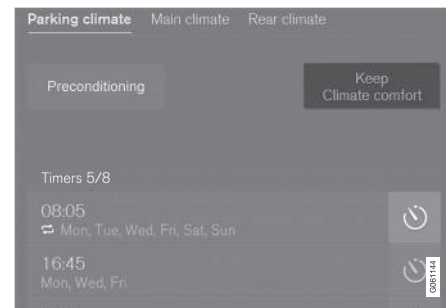 Parking climate Main climate Rear climate
Preconditioning
Keep
Climate comfort
Timers 5/8
08:05
Mon, Tue, Wed, Fri, Sat, Sun
16:45
Mon, Wed, Fri
G061144